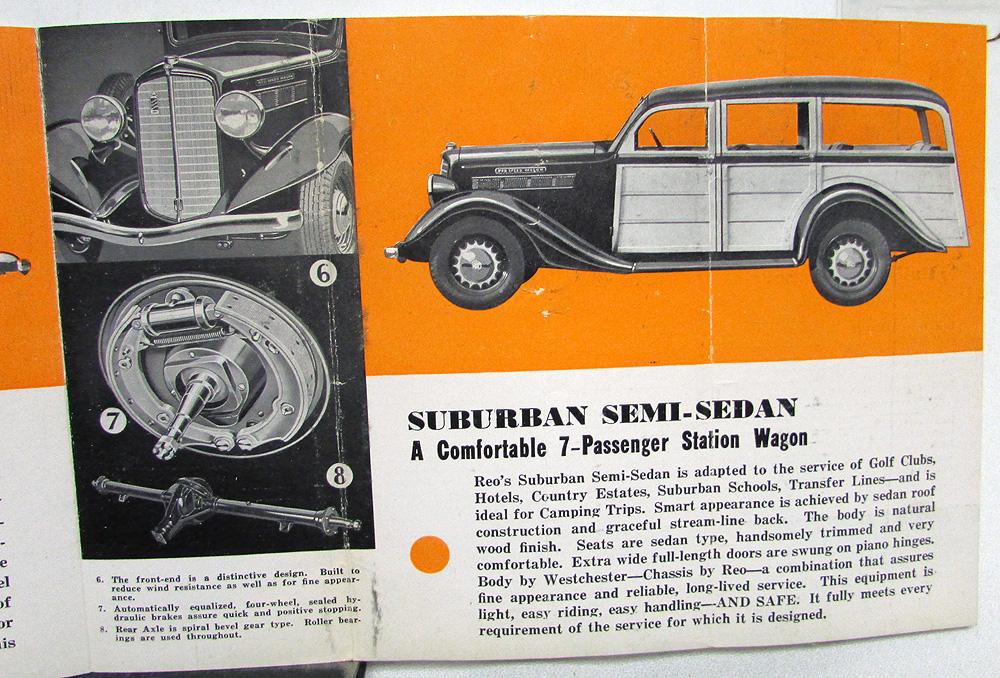 6
7
8
6. The front-end is a distinctive design. Built to
reduce wind resistance as well as for fine appear-
ance.
7. Automatically equalized, four-wheel, sealed hy-
draulic brakes assure quick and positive stopping.
8. Rear Axle is spiral bevel gear type. Roller bear-
ings are used throughout.
REO SPEED WAGON
SUBURBAN SEMI-SEDAN
A Comfortable 7-Passenger Station Wagon
Reo's Suburban Semi-Sedan is adapted to the service of Golf Clubs,
Hotels, Country Estates, Suburban Schools, Transfer Lines—and is
ideal for Camping Trips. Smart appearance is achieved by sedan roof
construction and graceful stream-line back. The body is natural
wood finish. Seats are sedan type, handsomely trimmed and very
comfortable. Extra wide full-length doors are swung on piano hinges.
Body by Westchester—Chassis by Reo—a combination that assures
fine appearance and reliable, long-lived service. This equipment is
light, easy riding, easy handling—AND SAFE. It fully meets every
requirement of the service for which it is designed.